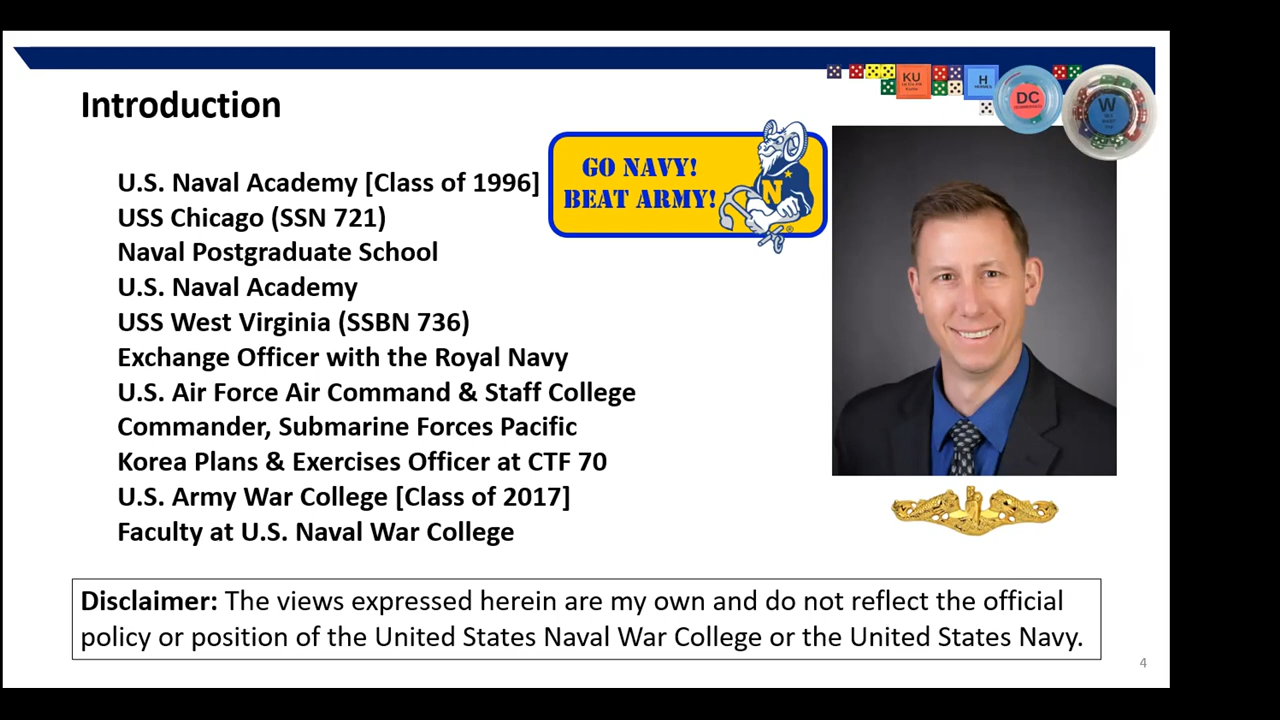 Introduction
KU
H
HERMES
DC
W
GO NAVY!
BEAT ARMY!
N
U.S. Naval Academy [Class of 1996]
USS Chicago (SSN 721)
Naval Postgraduate School
U.S. Naval Academy
USS West Virginia (SSBN 736)
Exchange Officer with the Royal Navy
U.S. Air Force Air Command & Staff College
Commander, Submarine Forces Pacific
Korea Plans & Exercises Officer at CTF 70
U.S. Army War College [Class of 2017]
Faculty at U.S. Naval War College
Disclaimer: The views expressed herein are my own and do not reflect the official
policy or position of the United States Naval War College or the United States Navy.
4